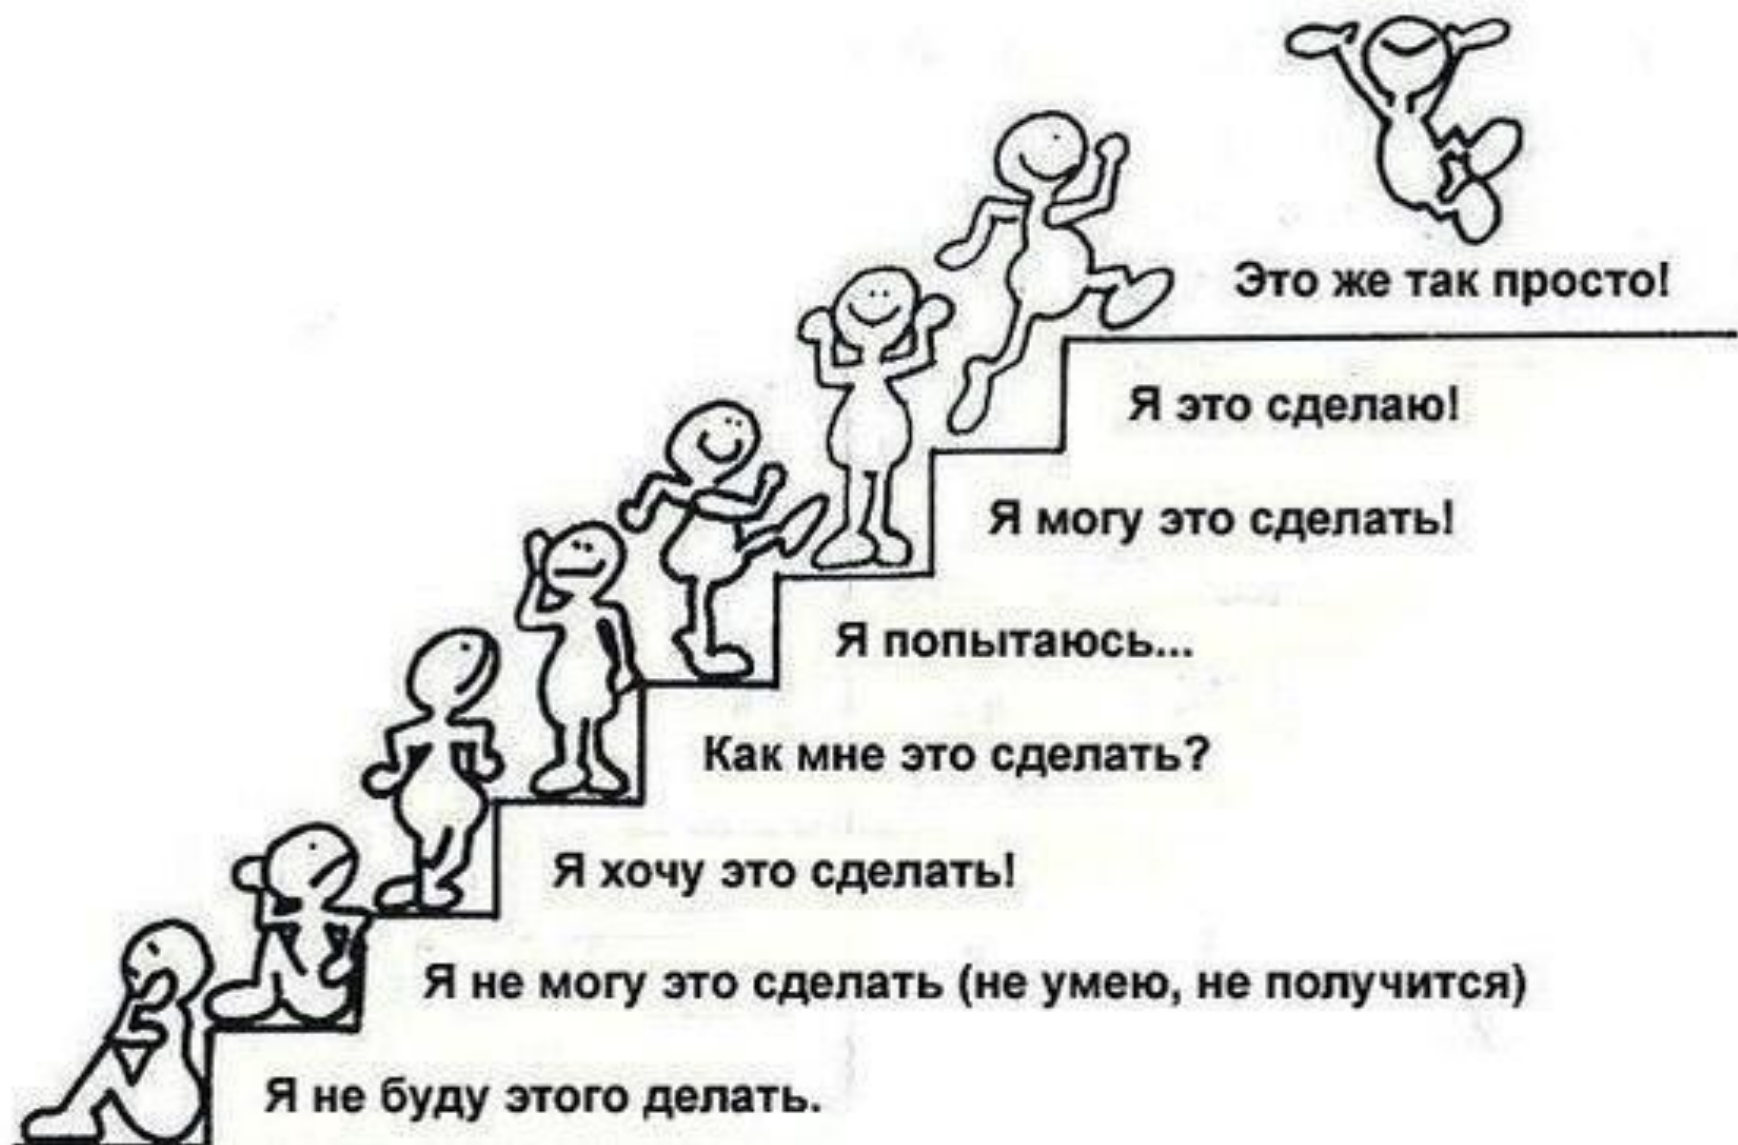 Это же так просто!
Я это сделаю!
Я могу это сделать!
Я попытаюсь...
Как мне это сделать?
Я хочу это сделать!
Я не могу это сделать (не умею, не получится)
Я не буду этого делать.